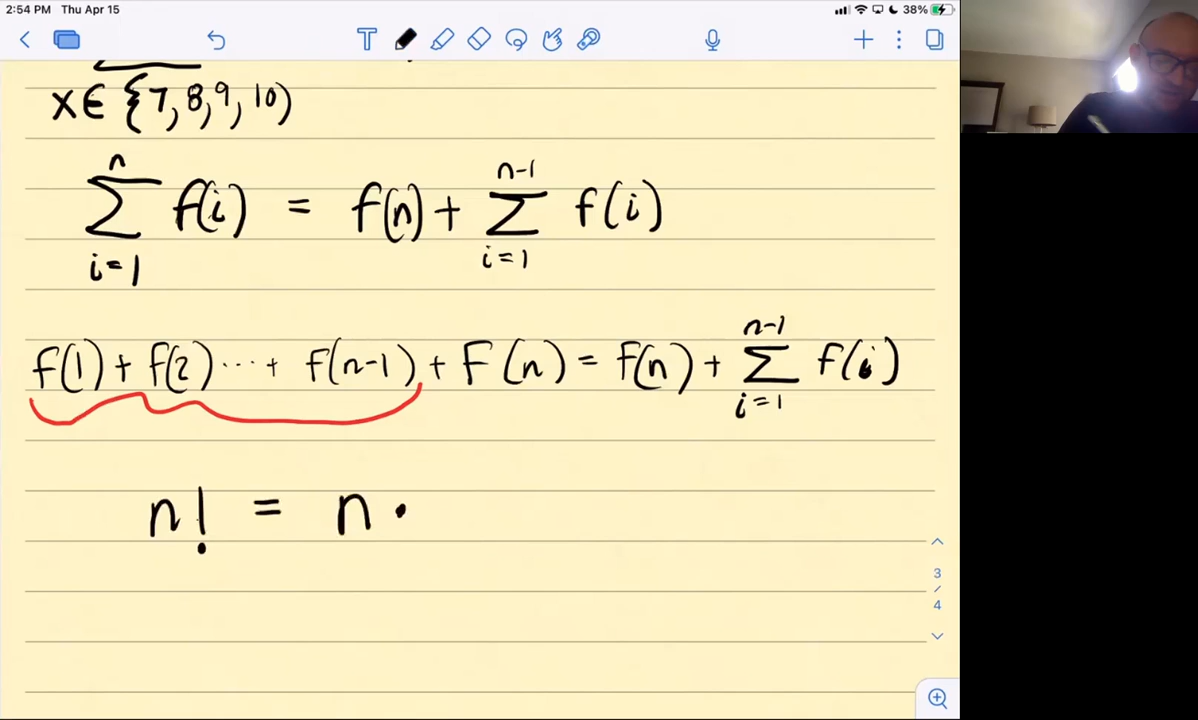 2:54 PM Thu Apr 15 38%
T
x∈ {7,8,9,10)
n n-1
∑ f(i) = f(n)+ ∑ f(i)
i=1 i=1
n-1
f(1)+ f(2)···+ f(n-1)+ F(n)= f(n)+ ∑ f(i)
i=1
n! = n ·
3
/
4